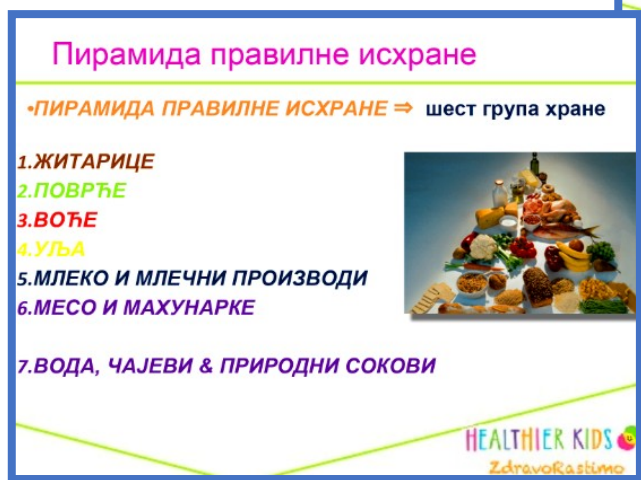 Пирамида правилне исхране
•ПИРАМИДА ПРАВИЛНЕ ИСХРАНЕ ⇒ шест група хране
1.ЖИТАРИЦЕ
2.ПОВРЋЕ
3.ВОЋЕ
4.УЉА
5.МЛЕКО И МЛЕЧНИ ПРОИЗВОДИ
6.МЕСО И МАХУНАРКЕ
7.ВОДА, ЧАЈЕВИ & ПРИРОДНИ СОКОВИ
HEALTHIER KIDS
ZdravoRastimo